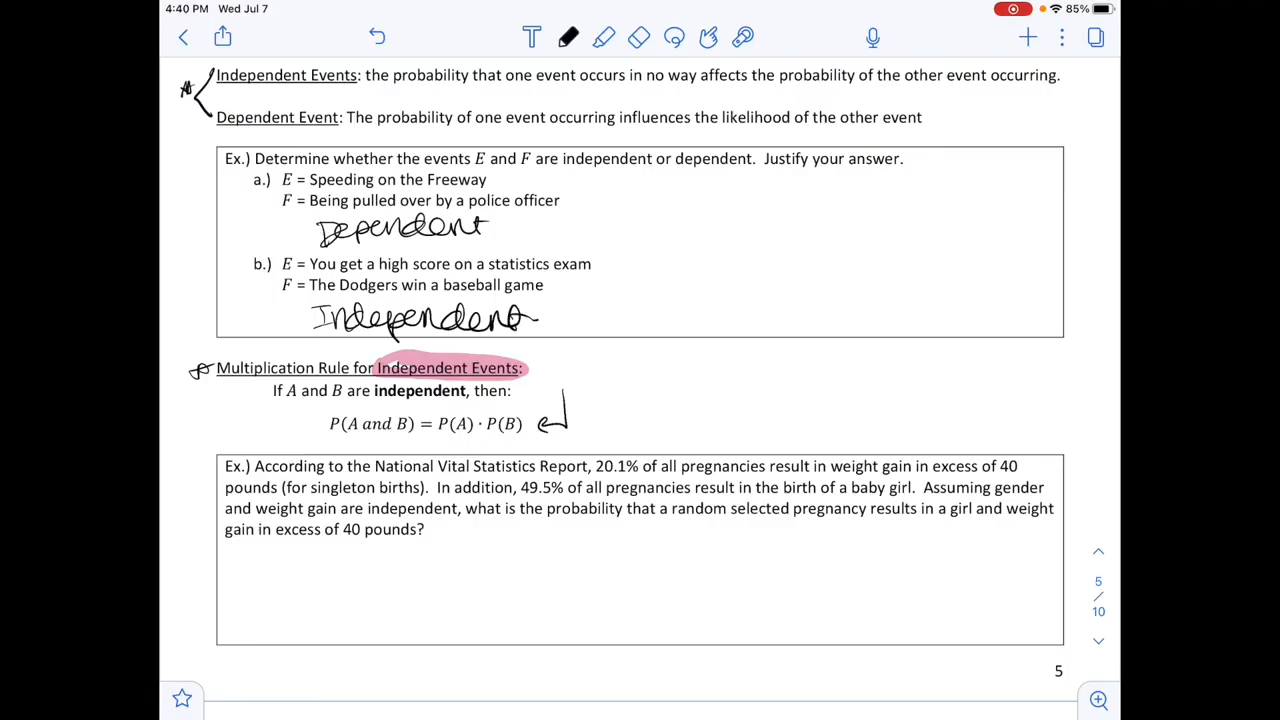 4:40 PM Wed Jul 7
85%
Independent Events: the probability that one event occurs in no way affects the probability of the other event occurring.
Dependent Event: The probability of one event occurring influences the likelihood of the other event
Ex.) Determine whether the events E and F are independent or dependent. Justify your answer.
a.) E = Speeding on the Freeway
F = Being pulled over by a police officer
Dependent
b.) E = You get a high score on a statistics exam
F = The Dodgers win a baseball game
Independent
Multiplication Rule for Independent Events:
If A and B are independent, then:
P(A and B) = P(A) · P(B)
Ex.) According to the National Vital Statistics Report, 20.1% of all pregnancies result in weight gain in excess of 40
pounds (for singleton births). In addition, 49.5% of all pregnancies result in the birth of a baby girl. Assuming gender
and weight gain are independent, what is the probability that a random selected pregnancy results in a girl and weight
gain in excess of 40 pounds?
5
/
10
5